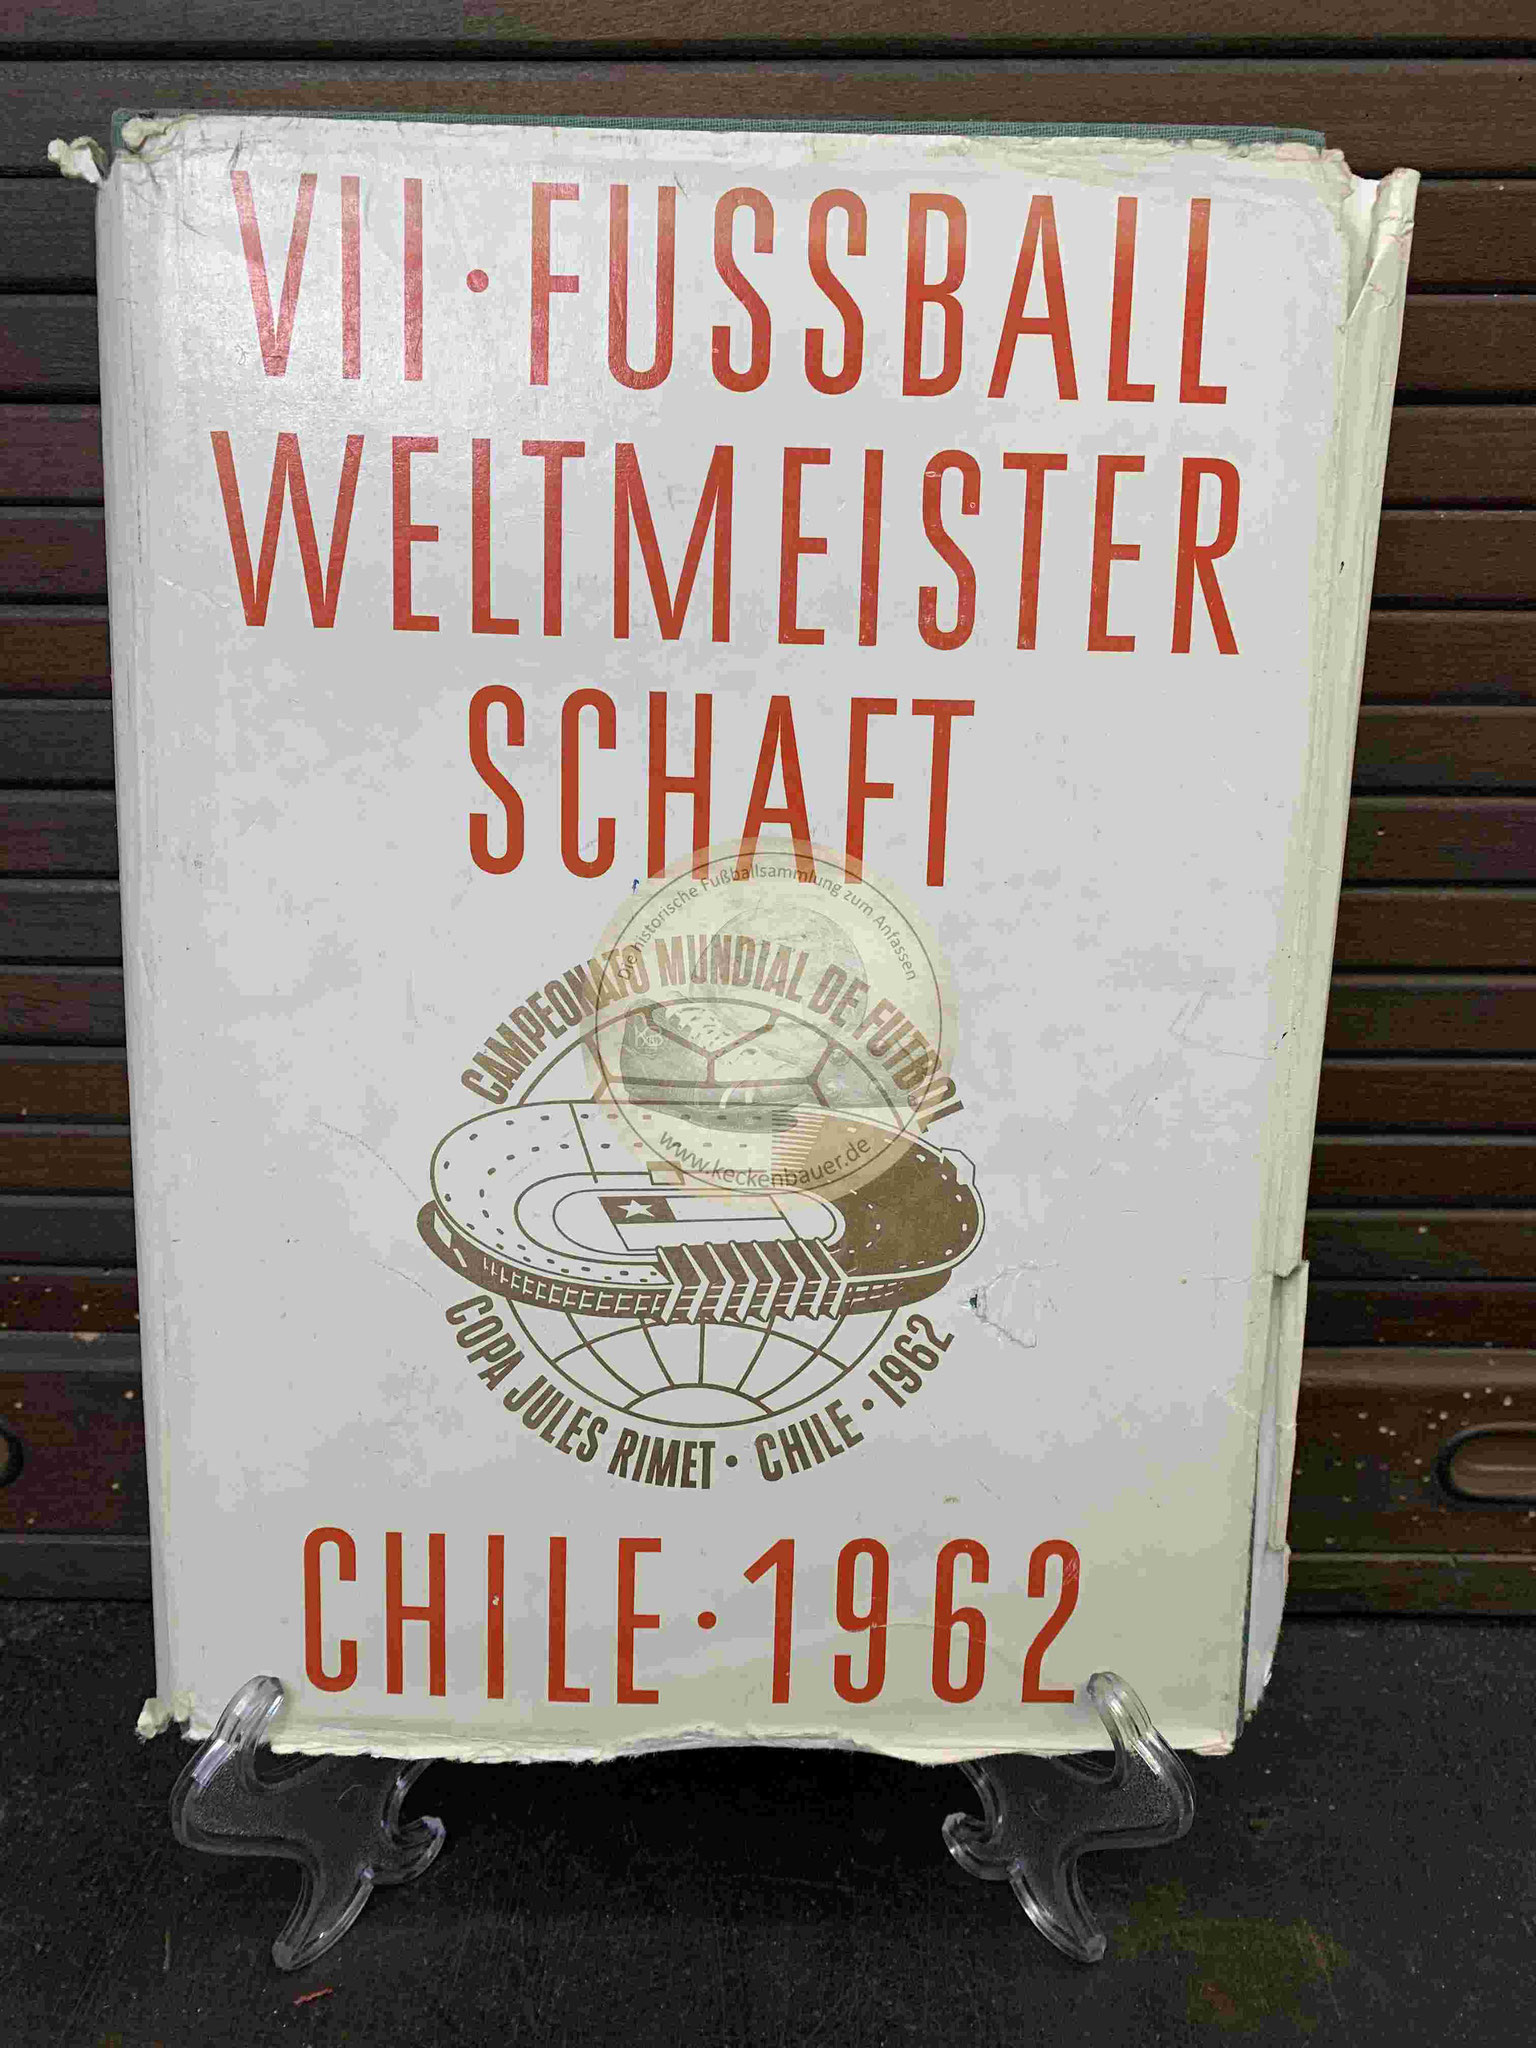 VII · FUSSBALL
WELTMEISTER
SCHAFT
Die historische Fußballsammlung zum Anfassen
CAMPEONATO MUNDIAL DE FUTBOL
www.keckenbauer.de
COPA JULES RIMET · CHILE · 1962
CHILE · 1962